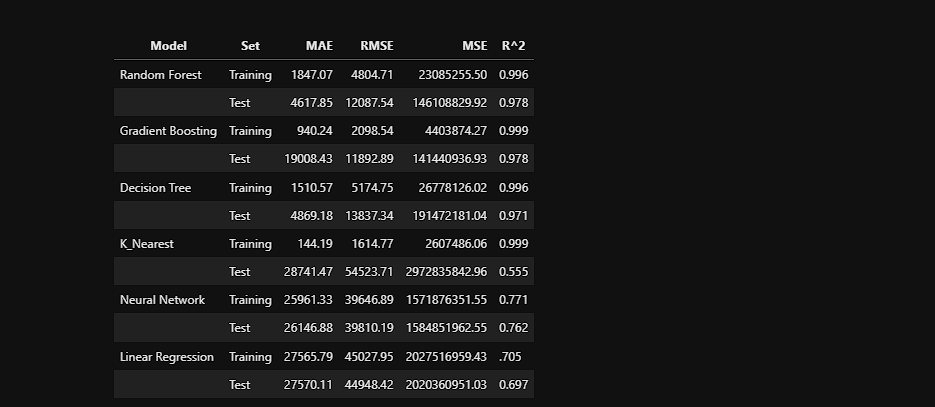 Model Set MAE RMSE MSE R^2
Random Forest Training 1847.07 4804.71 23085255.50 0.996
Test 4617.85 12087.54 146108829.92 0.978
Gradient Boosting Training 940.24 2098.54 4403874.27 0.999
Test 19008.43 11892.89 141440936.93 0.978
Decision Tree Training 1510.57 5174.75 26778126.02 0.996
Test 4869.18 13837.34 191472181.04 0.971
K_Nearest Training 144.19 1614.77 2607486.06 0.999
Test 28741.47 54523.71 2972835842.96 0.555
Neural Network Training 25961.33 39646.89 1571876351.55 0.771
Test 26146.88 39810.19 1584851962.55 0.762
Linear Regression Training 27565.79 45027.95 2027516959.43 .705
Test 27570.11 44948.42 2020360951.03 0.697